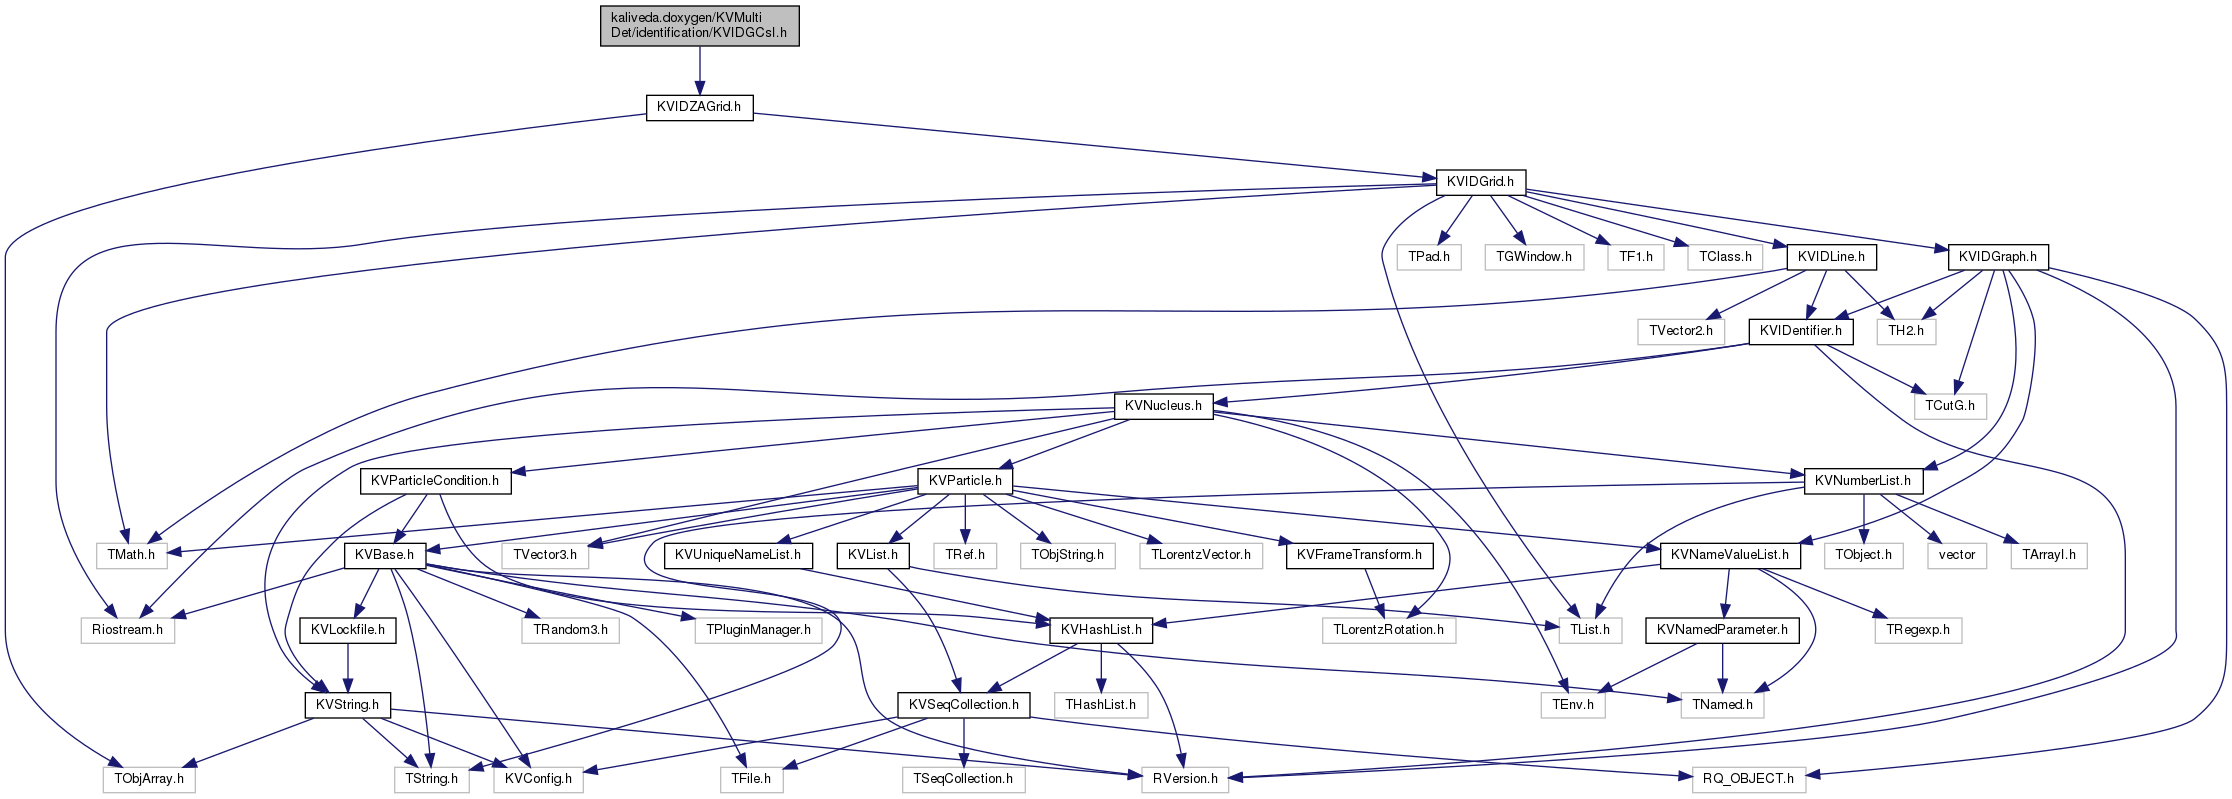 kaliveda.doxygen/KVMulti
Det/identification/KVIDGCsI.h
KVIDZAGrid.h
KVIDGrid.h
TPad.h
TGWindow.h
TF1.h
TClass.h
KVIDLine.h
KVIDGraph.h
TVector2.h
KVIDentifier.h
TH2.h
KVNucleus.h
TCutG.h
KVParticleCondition.h
KVParticle.h
KVNumberList.h
TMath.h
KVBase.h
TVector3.h
KVUniqueNameList.h
KVList.h
TRef.h
TObjString.h
TLorentzVector.h
KVFrameTransform.h
KVNameValueList.h
TObject.h
vector
TArrayI.h
Riostream.h
KVLockfile.h
TRandom3.h
TPluginManager.h
KVHashList.h
TLorentzRotation.h
TList.h
KVNamedParameter.h
TRegexp.h
KVString.h
KVSeqCollection.h
THashList.h
TEnv.h
TNamed.h
TObjArray.h
TString.h
KVConfig.h
TFile.h
TSeqCollection.h
RVersion.h
RQ_OBJECT.h